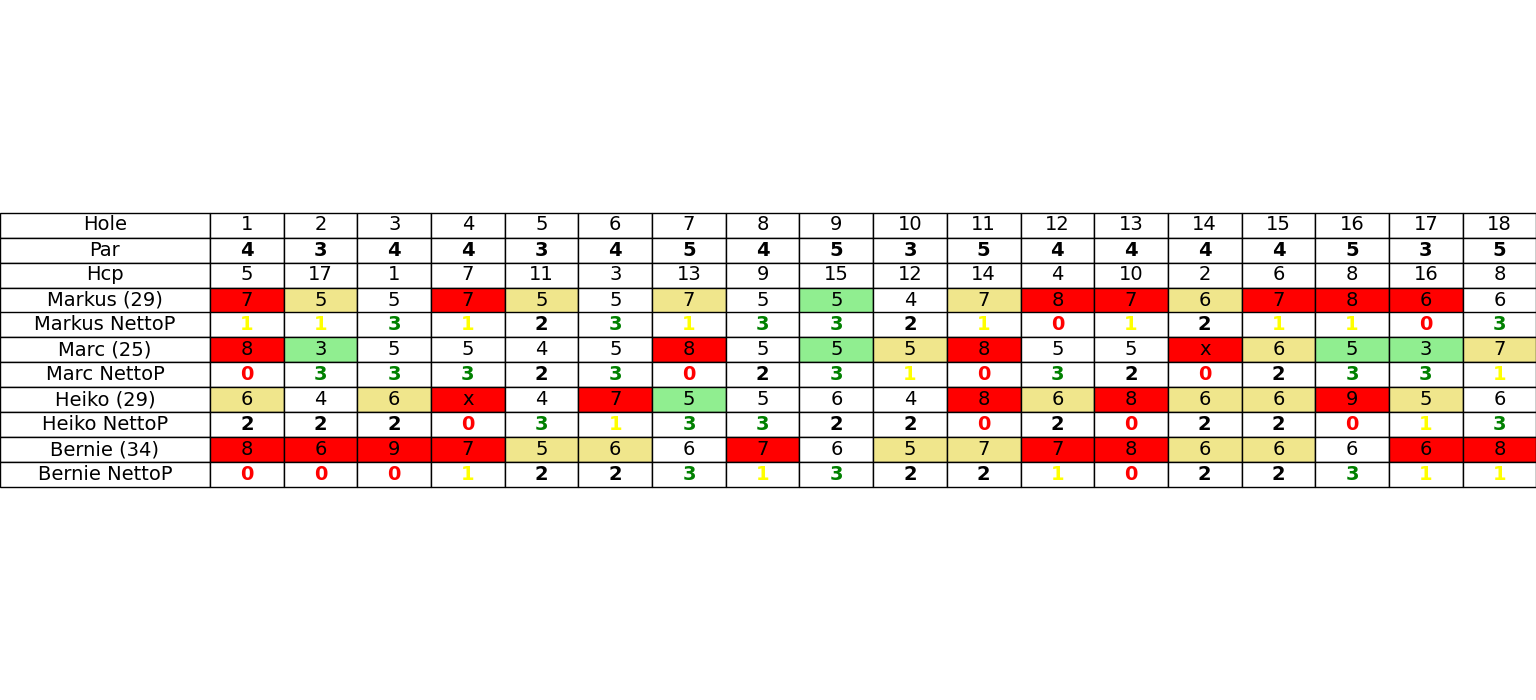 Hole 1 2 3 4 5 6 7 8 9 10 11 12 13 14 15 16 17 18
Par 4 3 4 4 3 4 5 4 5 3 5 4 4 4 4 5 3 5
Hcp 5 17 1 7 11 3 13 9 15 12 14 4 10 2 6 8 16 8
Markus (29) 7 5 5 7 5 5 7 5 5 4 7 8 7 6 7 8 6 6
Markus NettoP 1 1 3 1 2 3 1 3 3 2 1 0 1 2 1 1 0 3
Marc (25) 8 3 5 5 4 5 8 5 5 5 8 5 5 x 6 5 3 7
Marc NettoP 0 3 3 3 2 3 0 2 3 1 0 3 2 0 2 3 3 1
Heiko (29) 6 4 6 x 4 7 5 5 6 4 8 6 8 6 6 9 5 6
Heiko NettoP 2 2 2 0 3 1 3 3 2 2 0 2 0 2 2 0 1 3
Bernie (34) 8 6 9 7 5 6 6 7 6 5 7 7 8 6 6 6 6 8
Bernie NettoP 0 0 0 1 2 2 3 1 3 2 2 1 0 2 2 3 1 1